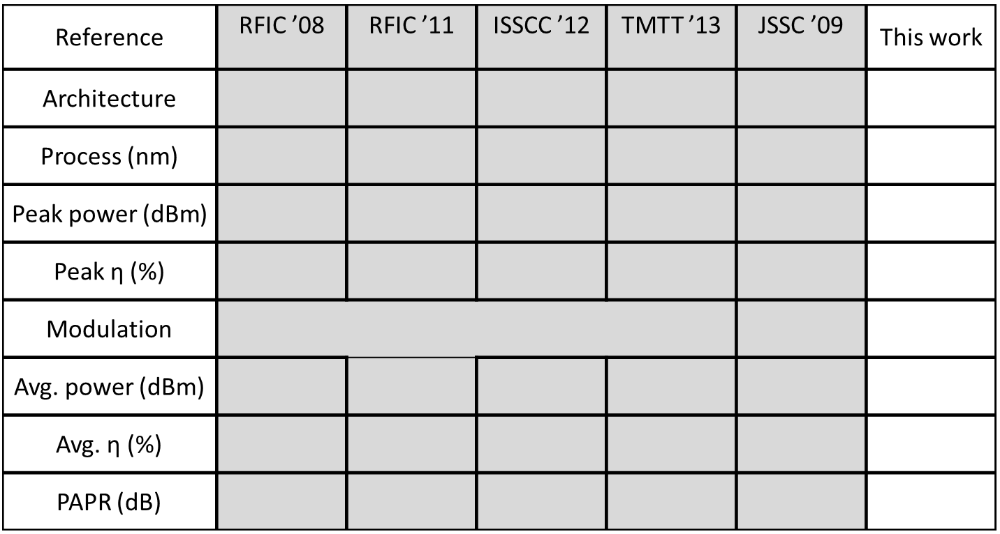 Reference RFIC ’08 RFIC ’11 ISSCC ’12 TMTT ’13 JSSC ’09 This work
Architecture
Process (nm)
Peak power (dBm)
Peak η (%)
Modulation
Avg. power (dBm)
Avg. η (%)
PAPR (dB)